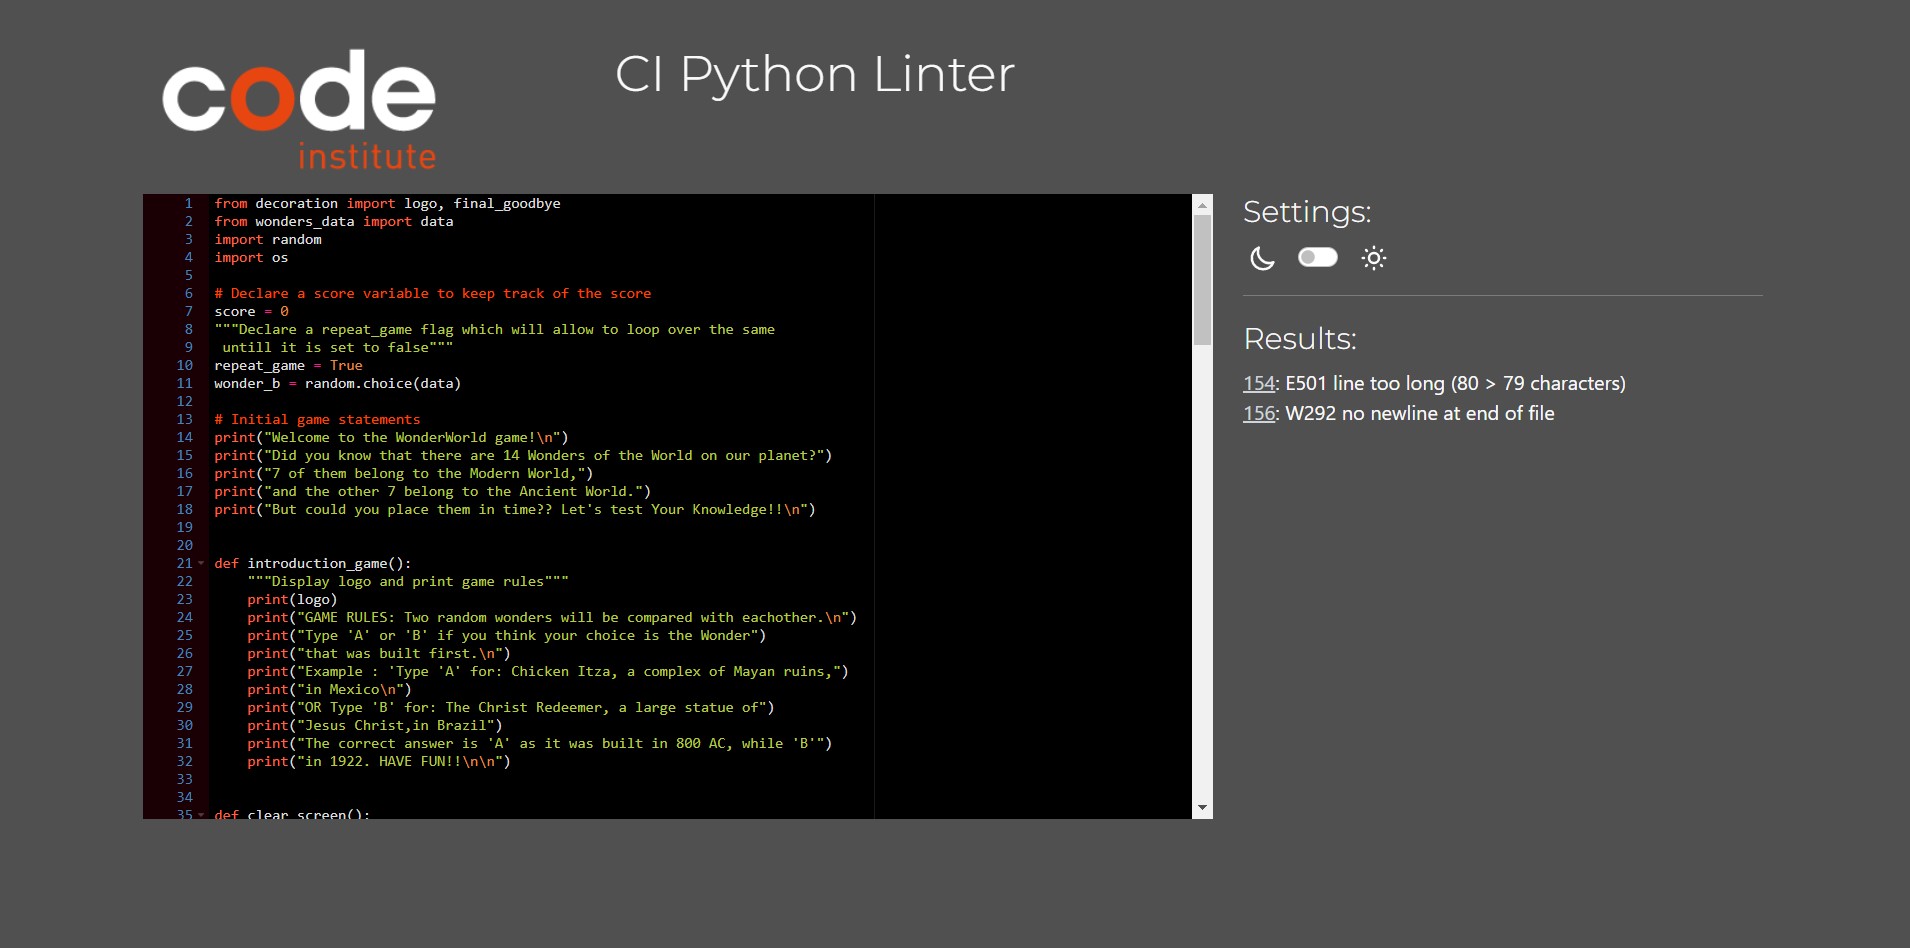 code
institute
CI Python Linter
1 from decoration import logo, final_goodbye
2 from wonders_data import data
3 import random
4 import os
5
6 # Declare a score variable to keep track of the score
7 score = 0
8 """Declare a repeat_game flag which will allow to loop over the same
9  untill it is set to false"""
10 repeat_game = True
11 wonder_b = random.choice(data)
12
13 # Initial game statements
14 print("Welcome to the WonderWorld game!\n")
15 print("Did you know that there are 14 Wonders of the World on our planet?")
16 print("7 of them belong to the Modern World,")
17 print("and the other 7 belong to the Ancient World.")
18 print("But could you place them in time?? Let's test Your Knowledge!!\n")
19
20
21 def introduction_game():
22     """Display logo and print game rules"""
23     print(logo)
24     print("GAME RULES: Two random wonders will be compared with eachother.\n")
25     print("Type 'A' or 'B' if you think your choice is the Wonder")
26     print("that was built first.\n")
27     print("Example : 'Type 'A' for: Chicken Itza, a complex of Mayan ruins,")
28     print("in Mexico\n")
29     print("OR Type 'B' for: The Christ Redeemer, a large statue of")
30     print("Jesus Christ,in Brazil")
31     print("The correct answer is 'A' as it was built in 800 AC, while 'B'")
32     print("in 1922. HAVE FUN!!\n\n")
33
34
35 def clear_screen():
Settings:
Results:
154: E501 line too long (80 > 79 characters)
156: W292 no newline at end of file